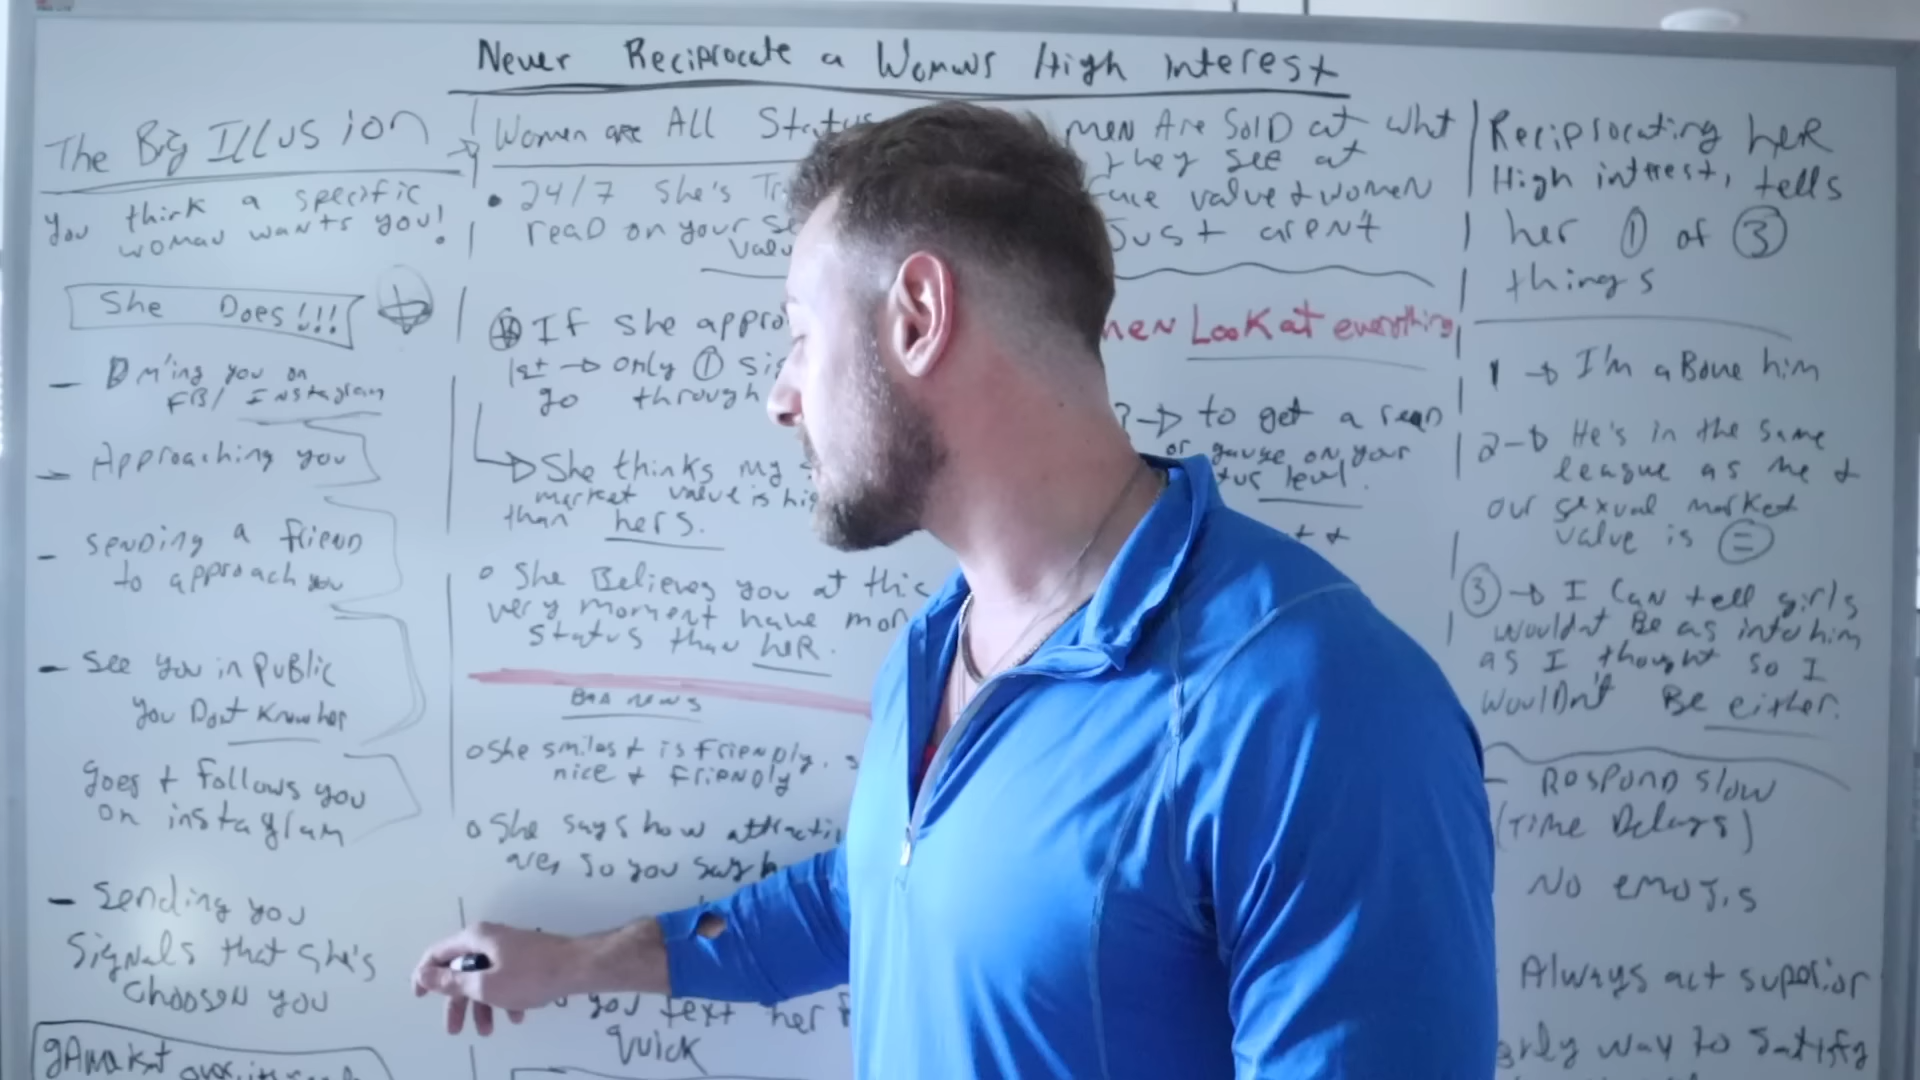 Never Reciprocate a Womans High interest
The Big Illusion
you think a specific
woman wants you!
She Does!!!
- Dm'ing you on
FB/ Instagram
- Approaching you
- sending a friend
to approach you
- see you in public
you Dont know her
goes + follows you
on instagram
- Sending you
signals that she's
choosen you
Women are All
• 24/7 She's
read on your
If she
1st → only ①
go through
She thinks my
market value is
than hers.
o She Believes you at this
very moment have
status than her.
BAD news
o She smiles + is friendly.
nice + friendly
o She says how
so you say
you text her
quick
men Are Sold at what
they see at
value + women
Just arent
Look at everything
→ to get a read
or gauge on your
level.
++
Reciprocating her
High interest, tells
her ① of ③
things
1 → I'm aBove him
2 → He's in the same
league as me +
our sexual market
value is =
③ → I Can tell girls
wouldnt Be as into him
as I thought so I
wouldn't Be either.
- Respond slow
(Time Delays)
No emojis
Always act superior
way to satisfy